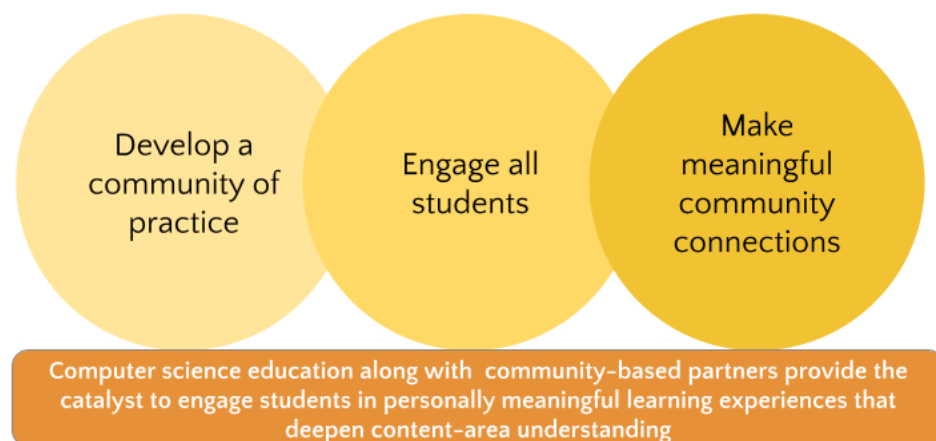 Develop a
community of
practice
Engage all
students
Make
meaningful
community
connections
Computer science education along with  community-based partners provide the
catalyst to engage students in personally meaningful learning experiences that
deepen content-area understanding